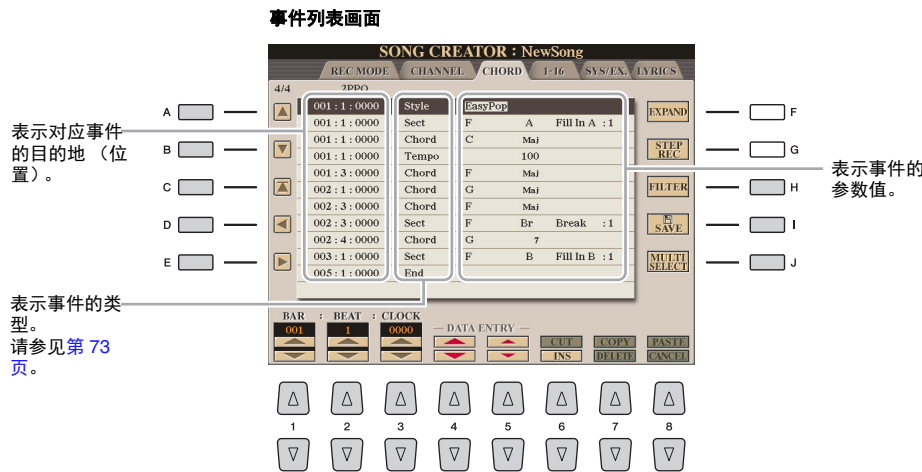 事件列表画面
SONG CREATOR : NewSong
REC MODE CHANNEL CHORD 1-16 SYS/EX. LYRICS
4/4 2PPQ
001 : 1 : 0000 Style EasyPop
001 : 1 : 0000 Sect F A Fill In A : 1
001 : 1 : 0000 Chord C Maj
001 : 1 : 0000 Tempo 100
001 : 3 : 0000 Chord F Maj
002 : 1 : 0000 Chord G Maj
002 : 3 : 0000 Chord F Maj
002 : 3 : 0000 Sect F Br Break : 1
002 : 4 : 0000 Chord G 7
003 : 1 : 0000 Sect F B Fill In B : 1
005 : 1 : 0000 End
EXPAND
STEP
REC
FILTER
SAVE
MULTI
SELECT
A
B
C
D
E
F
G
H
I
J
表示对应事件
的目的地 （位
置）。
表示事件的
参数值。
表示事件的类
型。
请参见第 73
页。
BAR : BEAT : CLOCK
001 1 0000 DATA ENTRY
CUT COPY PASTE
INS DELETE CANCEL
1 2 3 4 5 6 7 8